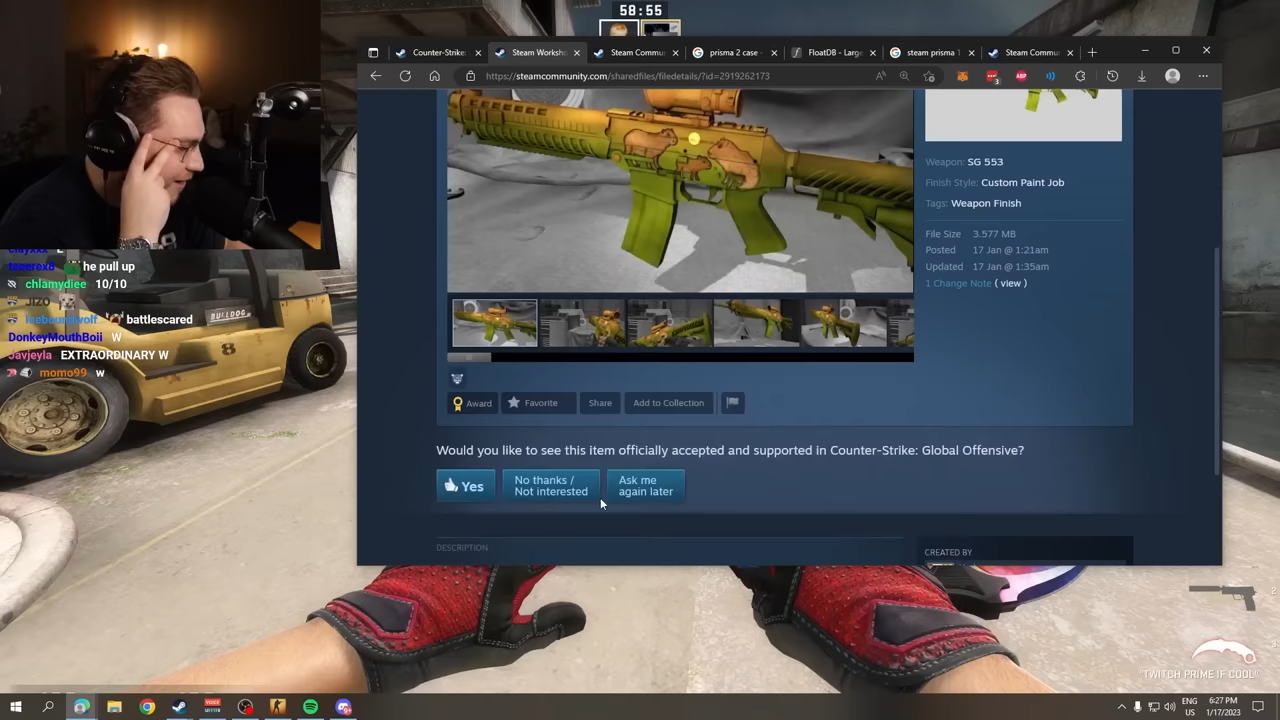 58:55
Counter-Strike:
Steam Worksho
Steam Commu
prisma 2 case -
FloatDB - Large
steam prisma 1
Steam Commu
https://steamcommunity.com/sharedfiles/filedetails/?id=2919262173
Weapon: SG 553
Finish Style: Custom Paint Job
Tags: Weapon Finish
File Size 3.577 MB
Posted 17 Jan @ 1:21am
Updated 17 Jan @ 1:35am
1 Change Note ( view )
teeerex8 he pull up
chlamydiee 10/10
JIZO
battlescared
DonkeyMouthBoii W
Javjeyla EXTRAORDINARY W
momo99 w
BULLDOG
8
Award
Favorite
Share
Add to Collection
Would you like to see this item officially accepted and supported in Counter-Strike: Global Offensive?
Yes
No thanks /
Not interested
Ask me
again later
DESCRIPTION
CREATED BY
TWITCH PRIME IF COOL
ENG
US
6:27 PM
1/17/2023